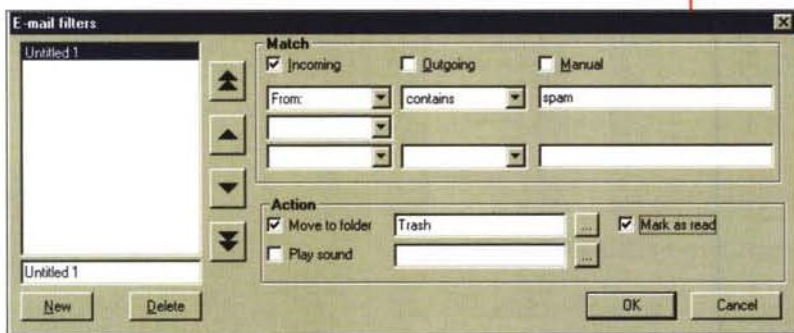 E-mail filters
Untitled 1
Match
Incoming Outgoing Manual
From: contains spam
Action
Move to folder Trash ... Mark as read
Play sound ...
Untitled 1
New Delete OK Cancel